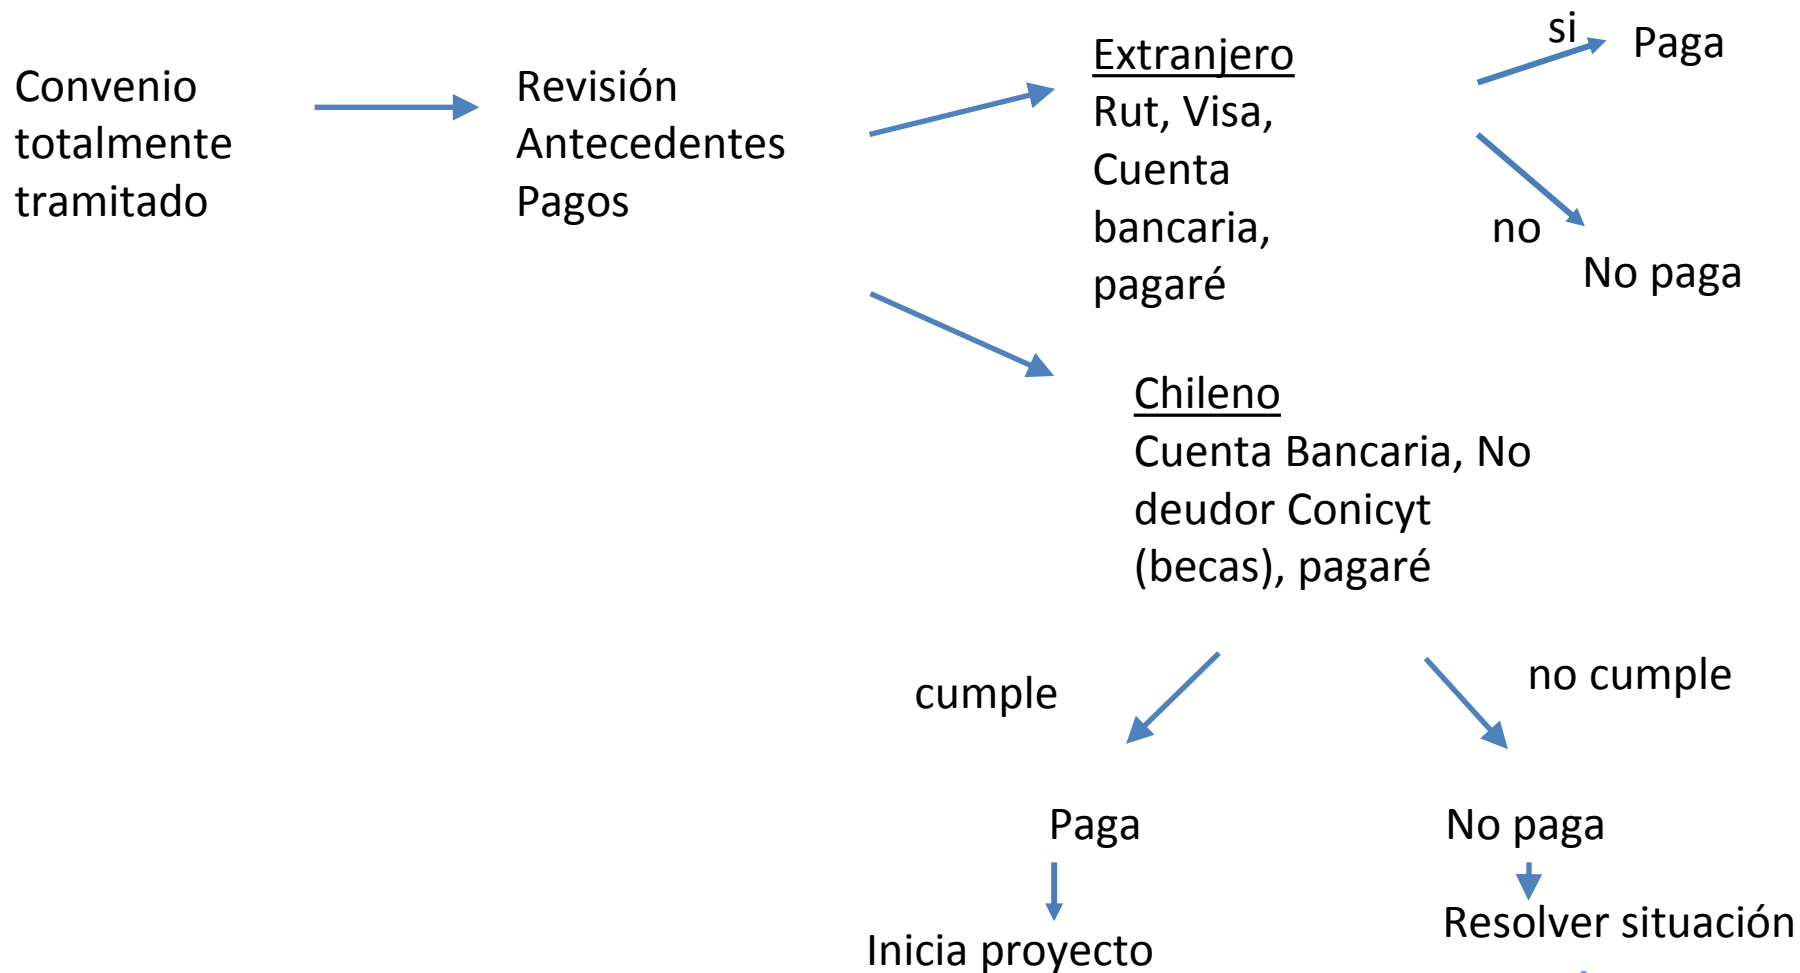 Convenio
totalmente
tramitado
Revisión
Antecedentes
Pagos
Extranjero
Rut, Visa,
Cuenta
bancaria,
pagaré
si
Paga
no
No paga
Chileno
Cuenta Bancaria, No
deudor Conicyt
(becas), pagaré
cumple
no cumple
Paga
No paga
Inicia proyecto
Resolver situación